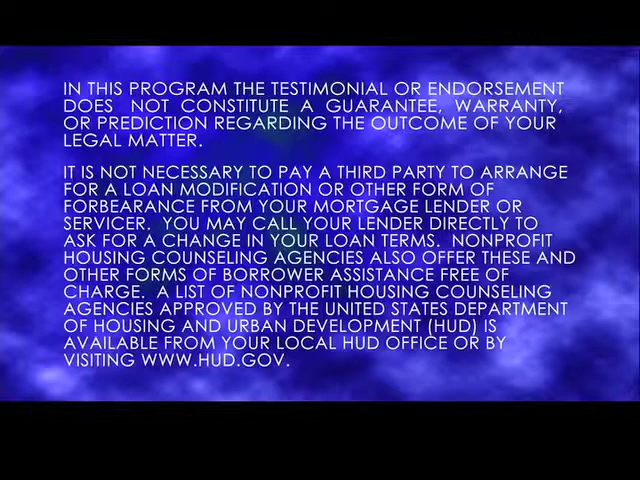 IN THIS PROGRAM THE TESTIMONIAL OR ENDORSEMENT
DOES NOT CONSTITUTE A GUARANTEE, WARRANTY,
OR PREDICTION REGARDING THE OUTCOME OF YOUR
LEGAL MATTER.
IT IS NOT NECESSARY TO PAY A THIRD PARTY TO ARRANGE
FOR A LOAN MODIFICATION OR OTHER FORM OF
FORBEARANCE FROM YOUR MORTGAGE LENDER OR
SERVICER. YOU MAY CALL YOUR LENDER DIRECTLY TO
ASK FOR A CHANGE IN YOUR LOAN TERMS. NONPROFIT
HOUSING COUNSELING AGENCIES ALSO OFFER THESE AND
OTHER FORMS OF BORROWER ASSISTANCE FREE OF
CHARGE. A LIST OF NONPROFIT HOUSING COUNSELING
AGENCIES APPROVED BY THE UNITED STATES DEPARTMENT
OF HOUSING AND URBAN DEVELOPMENT (HUD) IS
AVAILABLE FROM YOUR LOCAL HUD OFFICE OR BY
VISITING WWW.HUD.GOV.